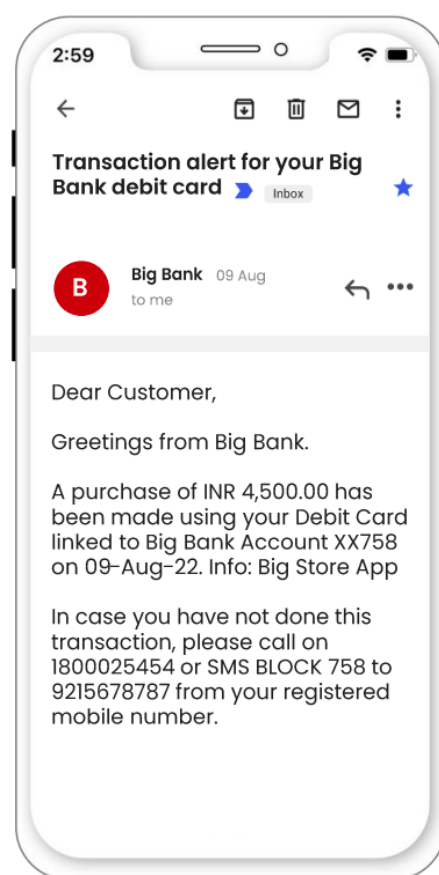 2:59
Transaction alert for your Big
Bank debit card Inbox
B
Big Bank 09 Aug
to me
Dear Customer,
Greetings from Big Bank.
A purchase of INR 4,500.00 has
been made using your Debit Card
linked to Big Bank Account XX758
on 09-Aug-22. Info: Big Store App
In case you have not done this
transaction, please call on
1800025454 or SMS BLOCK 758 to
9215678787 from your registered
mobile number.